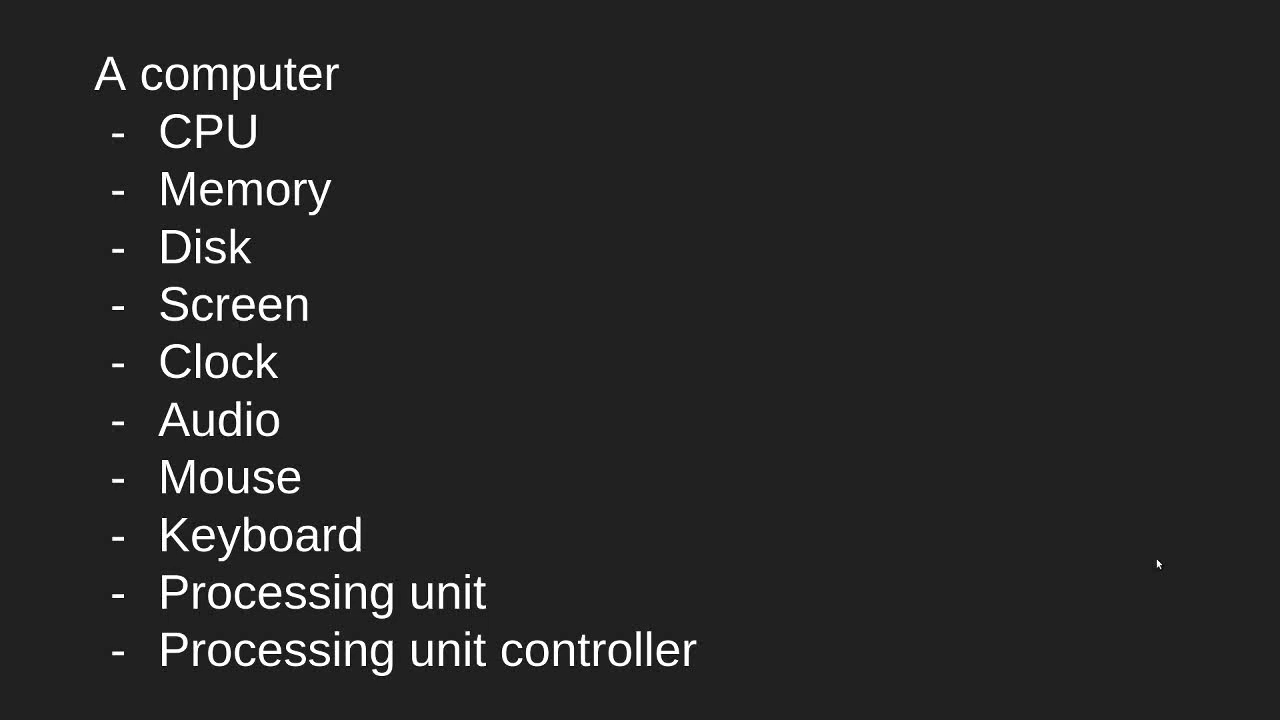 A computer
- CPU
- Memory
- Disk
- Screen
- Clock
- Audio
- Mouse
- Keyboard
- Processing unit
- Processing unit controller